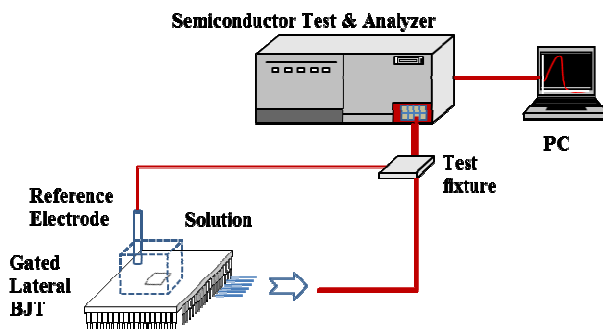 Semiconductor Test & Analyzer
PC
Test
fixture
Reference
Electrode
Solution
Gated
Lateral
BJT